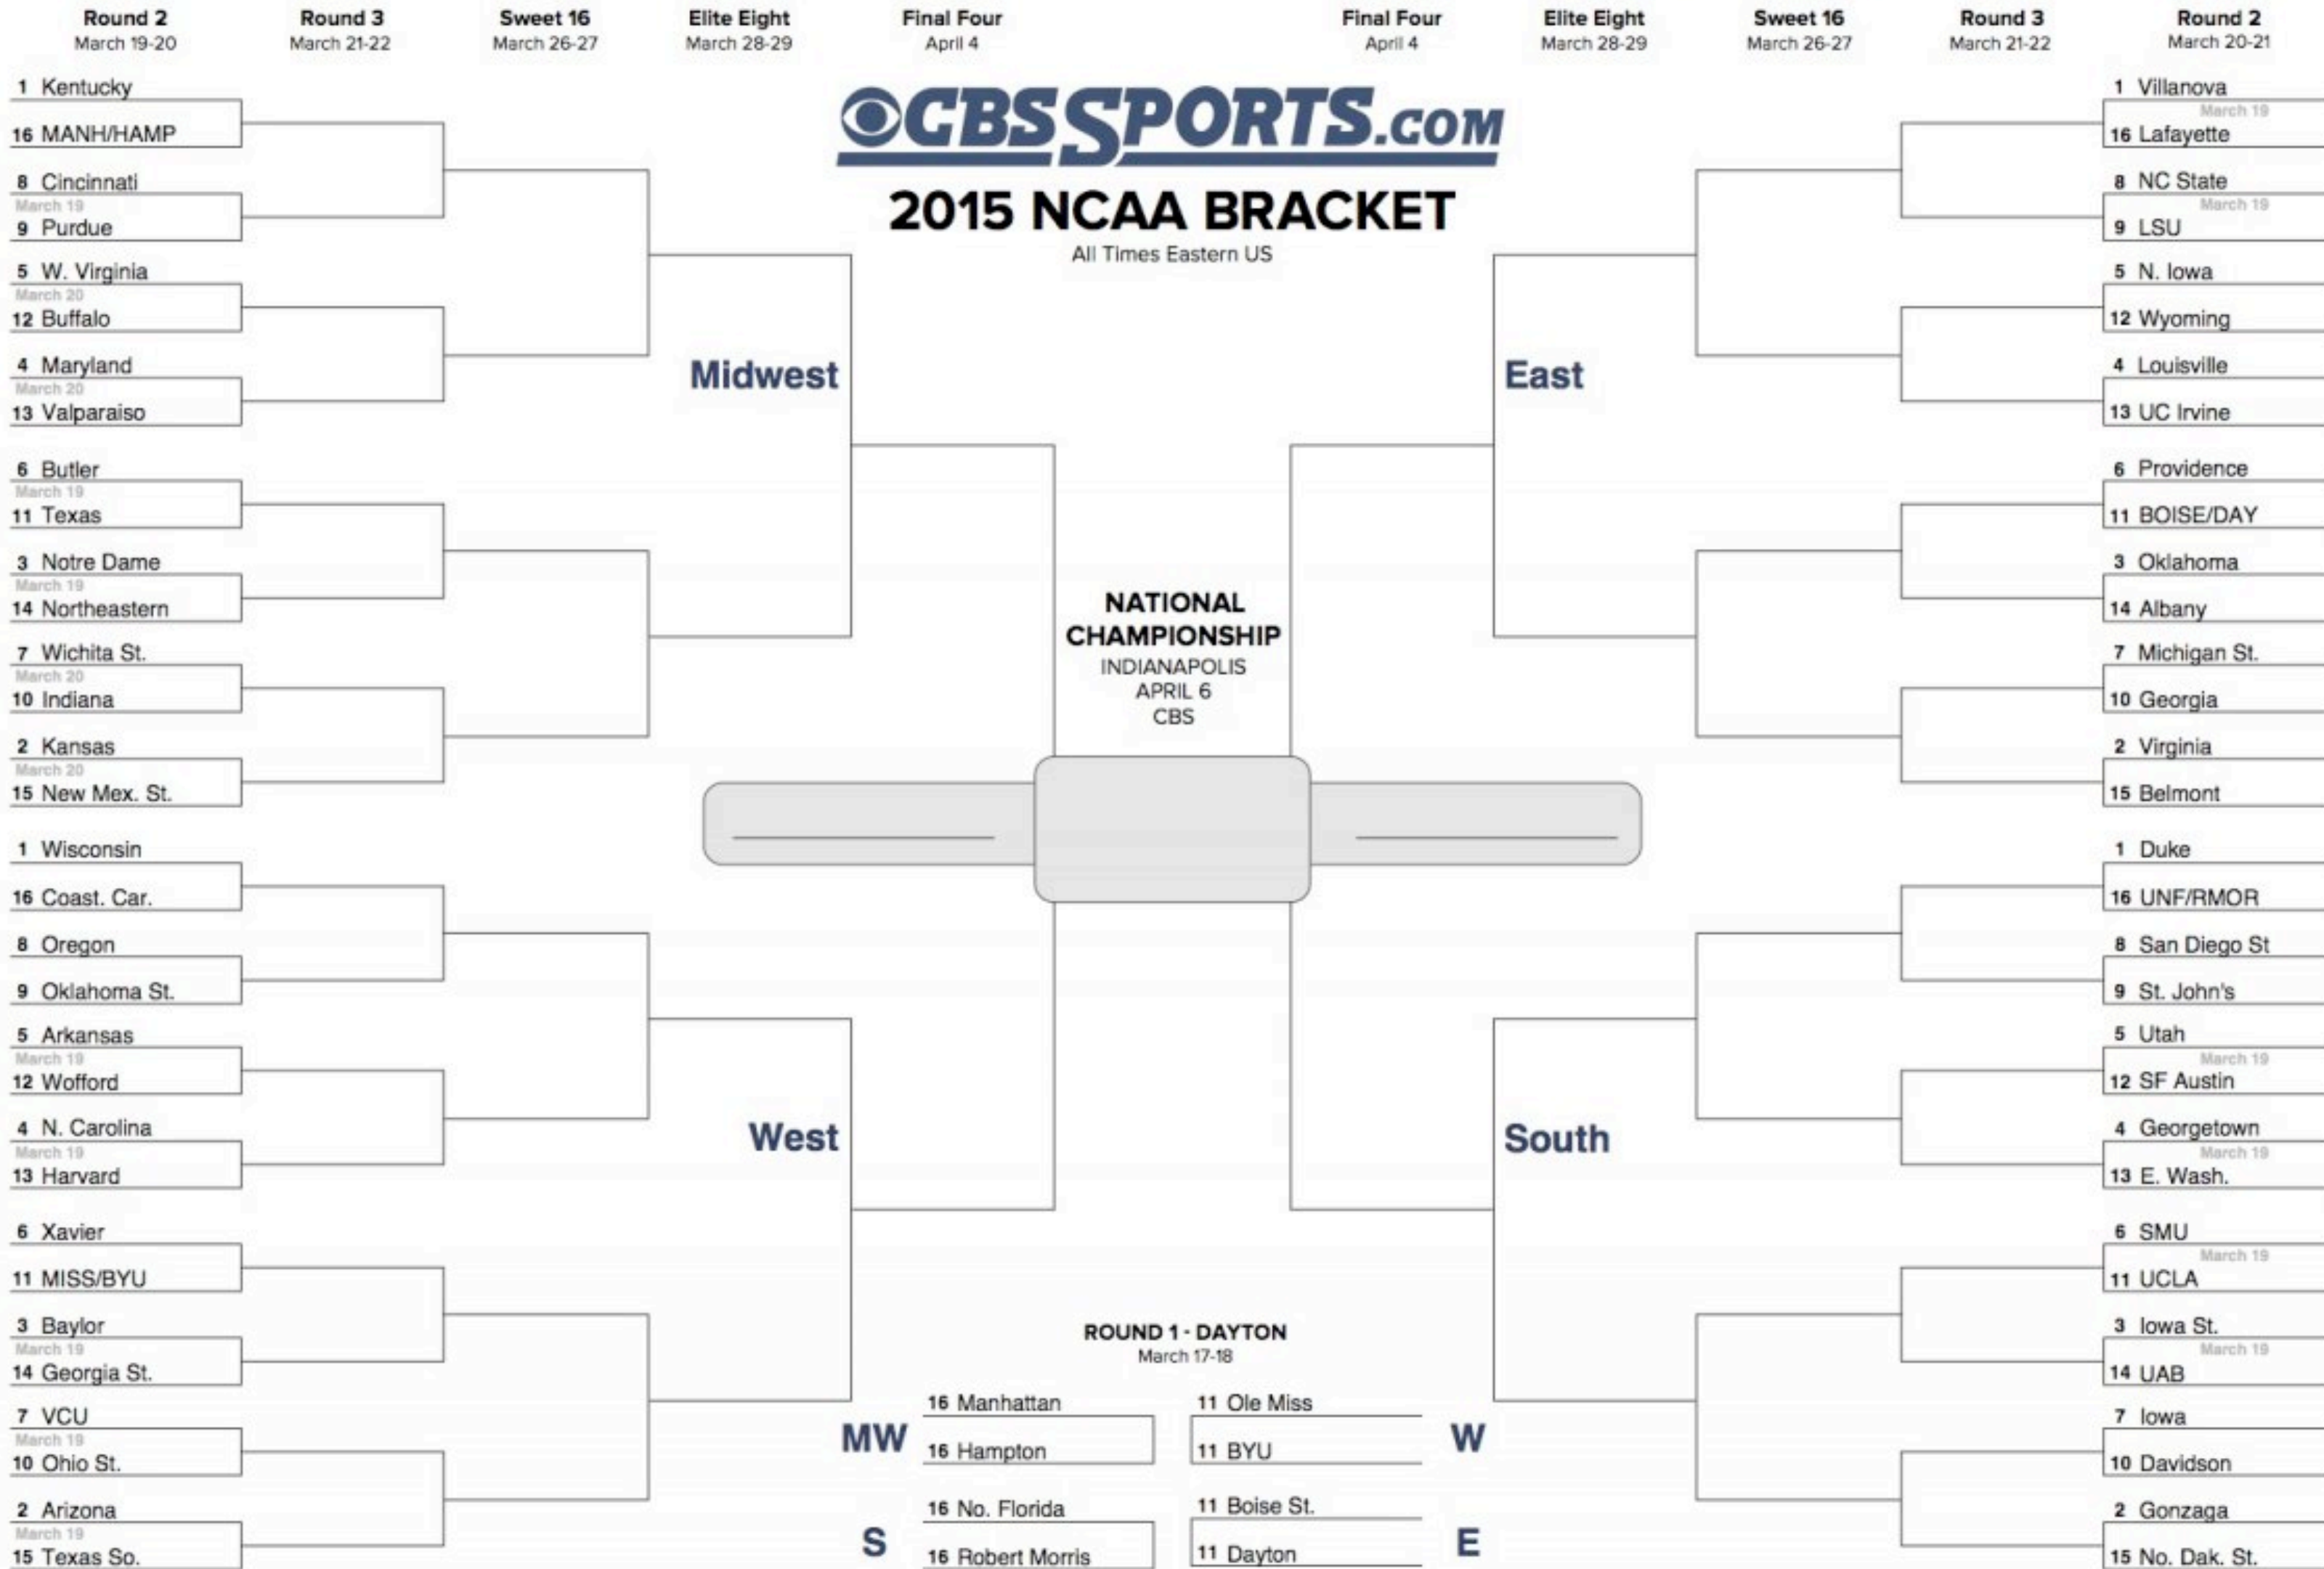 Round 2
March 19-20
Round 3
March 21-22
Sweet 16
March 26-27
Elite Eight
March 28-29
Final Four
April 4
Final Four
April 4
Elite Eight
March 28-29
Sweet 16
March 26-27
Round 3
March 21-22
Round 2
March 20-21
CBSSPORTS.COM
2015 NCAA BRACKET
All Times Eastern US
1 Kentucky
16 MANH/HAMP
8 Cincinnati
March 19
9 Purdue
5 W. Virginia
March 20
12 Buffalo
4 Maryland
March 20
13 Valparaiso
6 Butler
March 19
11 Texas
3 Notre Dame
March 19
14 Northeastern
7 Wichita St.
March 20
10 Indiana
2 Kansas
March 20
15 New Mex. St.
Midwest
1 Wisconsin
16 Coast. Car.
8 Oregon
9 Oklahoma St.
5 Arkansas
March 19
12 Wofford
4 N. Carolina
March 19
13 Harvard
6 Xavier
11 MISS/BYU
3 Baylor
March 19
14 Georgia St.
7 VCU
March 19
10 Ohio St.
2 Arizona
March 19
15 Texas So.
West
NATIONAL
CHAMPIONSHIP
INDIANAPOLIS
APRIL 6
CBS
East
1 Villanova
March 19
16 Lafayette
8 NC State
March 19
9 LSU
5 N. Iowa
12 Wyoming
4 Louisville
13 UC Irvine
6 Providence
11 BOISE/DAY
3 Oklahoma
14 Albany
7 Michigan St.
10 Georgia
2 Virginia
15 Belmont
South
1 Duke
16 UNF/RMOR
8 San Diego St
9 St. John's
5 Utah
March 19
12 SF Austin
4 Georgetown
March 19
13 E. Wash.
6 SMU
March 19
11 UCLA
3 Iowa St.
March 19
14 UAB
7 Iowa
10 Davidson
2 Gonzaga
15 No. Dak. St.
ROUND 1 - DAYTON
March 17-18
MW
16 Manhattan
16 Hampton
11 Ole Miss
11 BYU
W
S
16 No. Florida
16 Robert Morris
11 Boise St.
11 Dayton
E